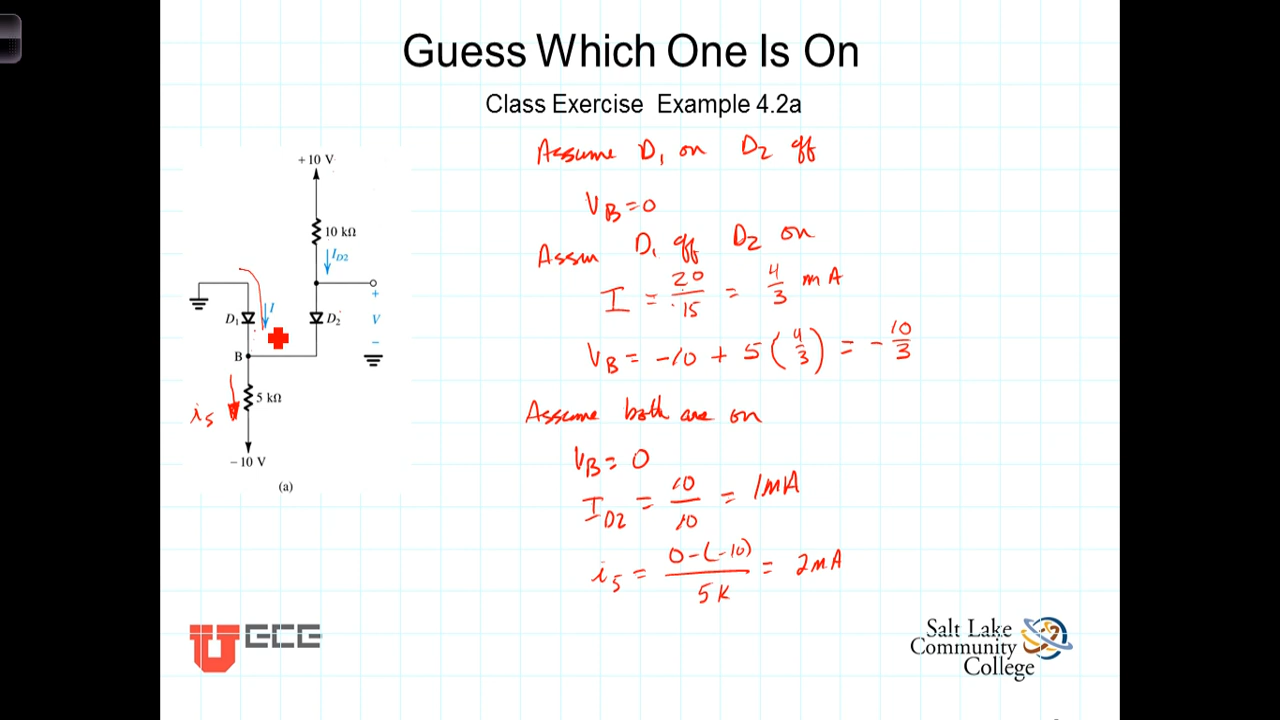 Guess Which One Is On
Class Exercise Example 4.2a
Assume D₁ on D₂ off
V_B = 0
Assum D₁ off D₂ on
I = 20/15 = 4/3 mA
V_B = -10 + 5(4/3) = -10/3
Assume both are on
V_B = 0
I_D2 = 10/10 = 1mA
i₅ = 0-(-10)/5K = 2mA
+10 V
10 kΩ
I_D2
D₁
I
D₂
+
V
−
B
i₅
5 kΩ
−10 V
(a)
U ECE
Salt Lake
Community
College